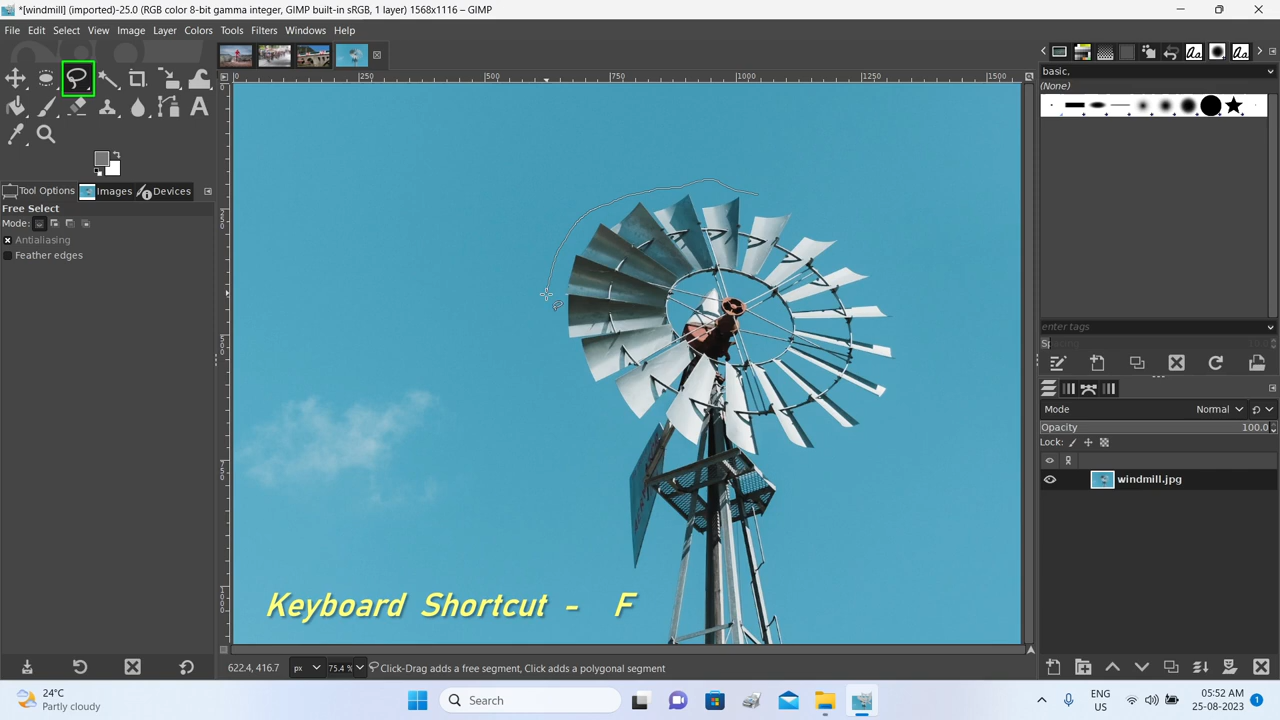 *[windmill] (imported)-25.0 (RGB color 8-bit gamma integer, GIMP built-in sRGB, 1 layer) 1568x1116 – GIMP
File Edit Select View Image Layer Colors Tools Filters Windows Help
0 250 500 750 1000 1250 1500
basic.
(None)
Tool Options Images Devices
Free Select
Mode:
Antialiasing
Feather edges
enter tags
Mode Normal
Opacity 100.0
Lock:
windmill.jpg
Keyboard Shortcut - F
622.4, 416.7 px 75.4 % Click-Drag adds a free segment, Click adds a polygonal segment
24°C
Partly cloudy
Search
ENG
US
05:52 AM
25-08-2023
1